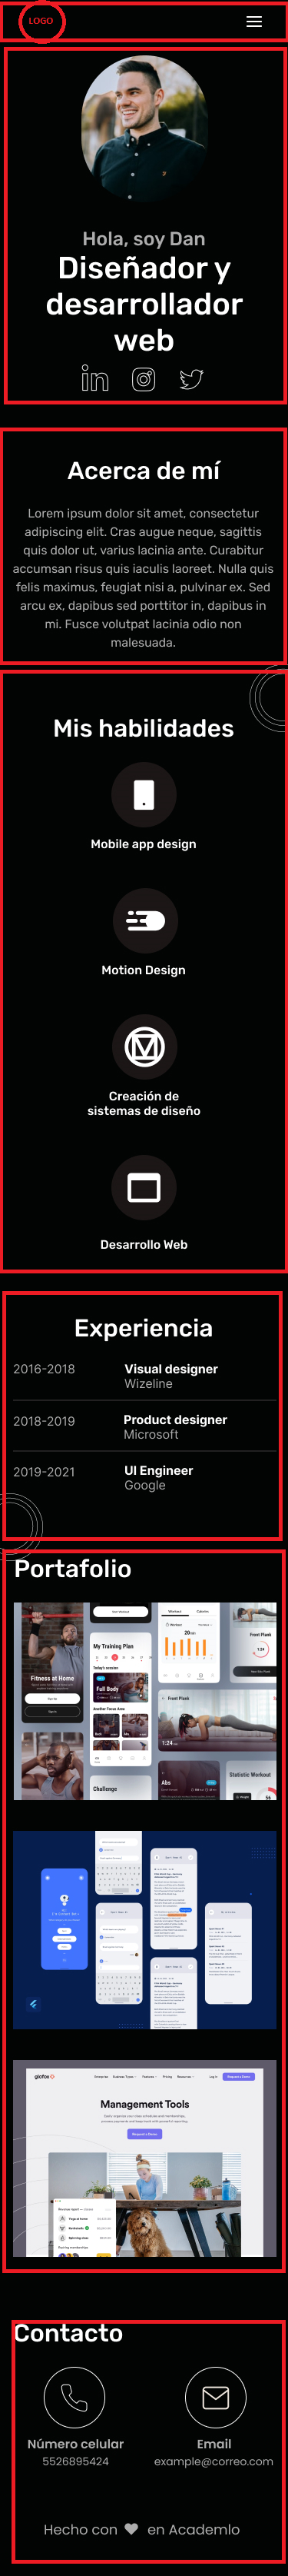 LOGO
Hola, soy Dan
Diseñador y
desarrollador
web
Acerca de mí
Lorem ipsum dolor sit amet, consectetur
adipiscing elit. Cras augue neque, sagittis
quis dolor ut, varius lacinia ante. Curabitur
accumsan risus quis iaculis laoreet. Nulla quis
felis maximus, feugiat nisi a, pulvinar ex. Sed
arcu ex, dapibus sed porttitor in, dapibus in
mi. Fusce volutpat lacinia odio non
malesuada.
Mis habilidades
Mobile app design
Motion Design
Creación de
sistemas de diseño
Desarrollo Web
Experiencia
2016-2018 Visual designer
Wizeline
2018-2019 Product designer
Microsoft
2019-2021 UI Engineer
Google
Portafolio
My Training Plan
Full Body
Fitness at Home
Challenge
Front Plank
1:24
Abs
Front Plank
Statistic Workout
glofox
Management Tools
Contacto
Número celular
5526895424
Email
example@correo.com
Hecho con en Academlo